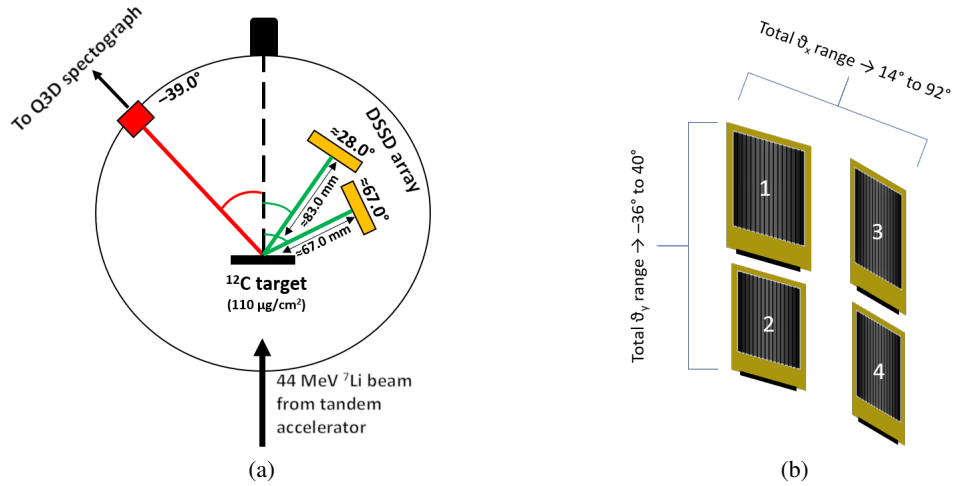 To Q3D spectograph
−39.0°
DSSD array
≈28.0°
≈67.0°
≈83.0 mm
≈67.0 mm
¹²C target
(110 µg/cm²)
44 MeV ⁷Li beam
from tandem
accelerator
(a)
Total ϑₓ range → 14° to 92°
Total ϑᵧ range → −36° to 40°
1
2
3
4
(b)